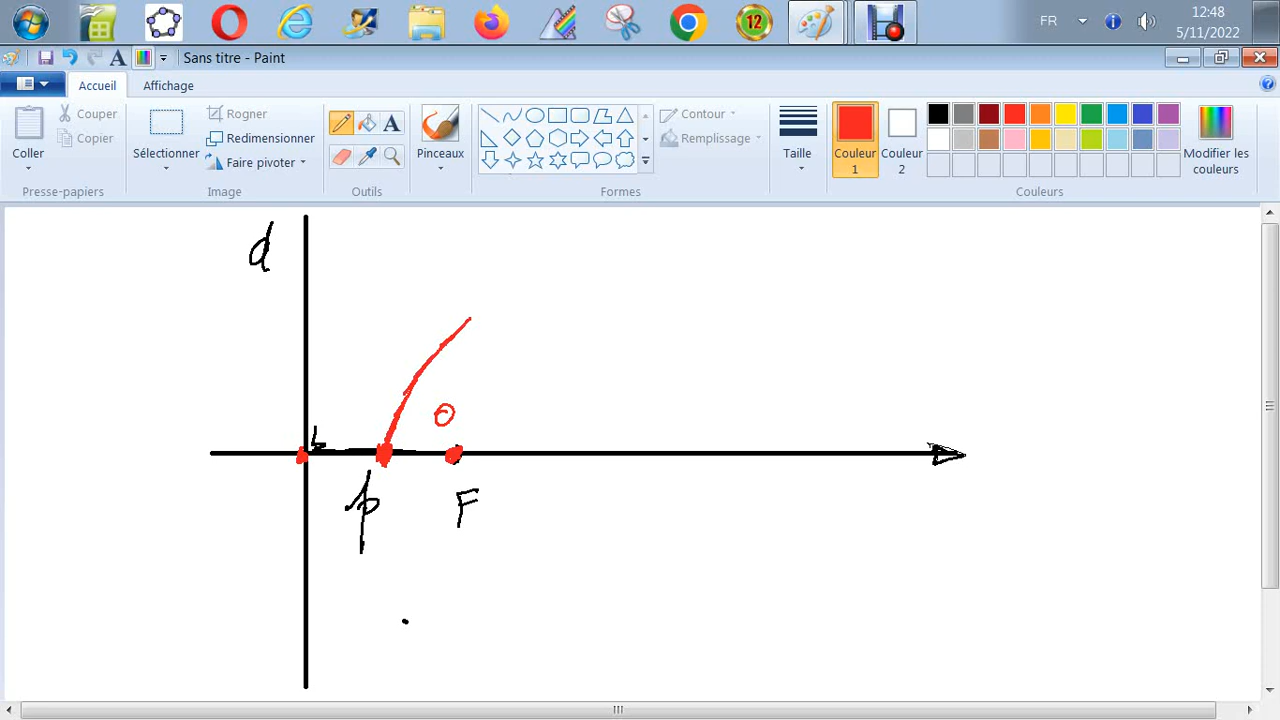 FR
12:48
5/11/2022
12
Sans titre - Paint
Accueil
Affichage
Coller
Couper
Copier
Presse-papiers
Sélectionner
Rogner
Redimensionner
Faire pivoter
Image
Outils
Pinceaux
Formes
Contour
Remplissage
Taille
Couleur
1
Couleur
2
Modifier les
couleurs
Couleurs
d
O
p
F